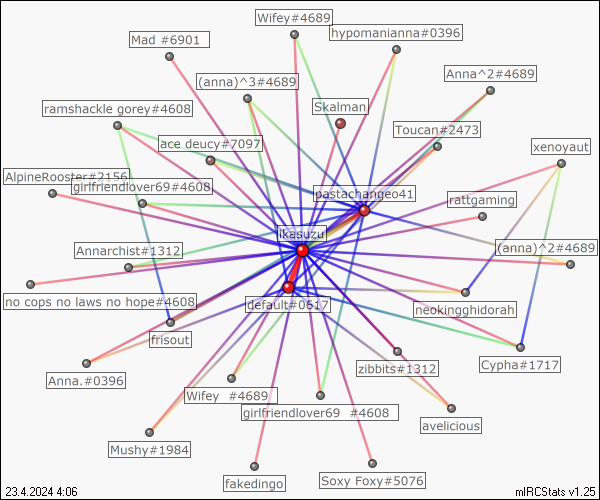 Wifey#4689
hypomanianna#0396
Mad #6901
Anna^2#4689
(anna)^3#4689
Skalman
ramshackle gorey#4608
Toucan#2473
ace deucy#7097
xenoyaut
AlpineRooster#2156
girlfriendlover69#4608
pastachangeo41
rattgaming
ikasuzu
Annarchist#1312
(anna)^2#4689
no cops no laws no hope#4608
default#0617
neokingghidorah
frisout
Cypha#1717
zibbits#1312
Anna.#0396
Wifey  #4689
girlfriendlover69  #4608
avelicious
Mushy#1984
fakedingo
Soxy Foxy#5076
23.4.2024 4:06
mIRCStats v1.25